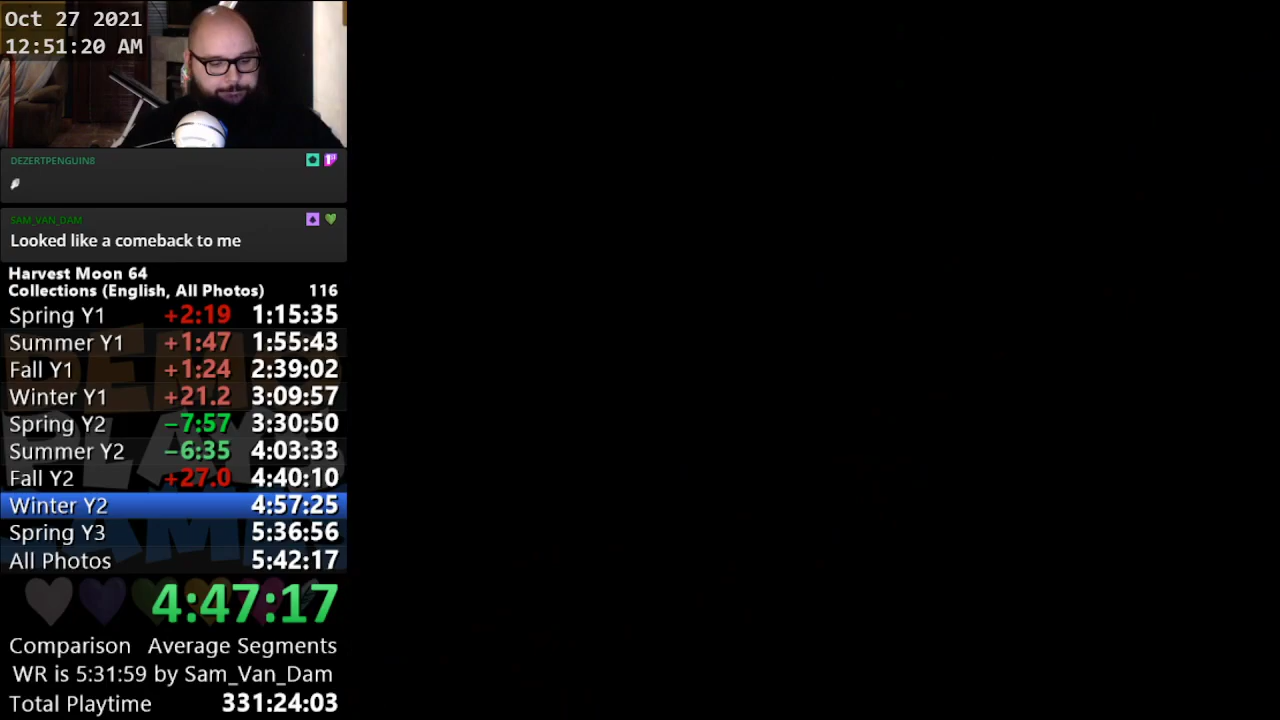 Oct 27 2021
12:51:20 AM
DEZERTPENGUIN8
SAM_VAN_DAM
Looked like a comeback to me
Harvest Moon 64
Collections (English, All Photos) 116
Spring Y1 +2:19 1:15:35
Summer Y1 +1:47 1:55:43
Fall Y1 +1:24 2:39:02
Winter Y1 +21.2 3:09:57
Spring Y2 −7:57 3:30:50
Summer Y2 −6:35 4:03:33
Fall Y2 +27.0 4:40:10
Winter Y2 4:57:25
Spring Y3 5:36:56
All Photos 5:42:17
4:47:17
Comparison Average Segments
WR is 5:31:59 by Sam_Van_Dam
Total Playtime 331:24:03